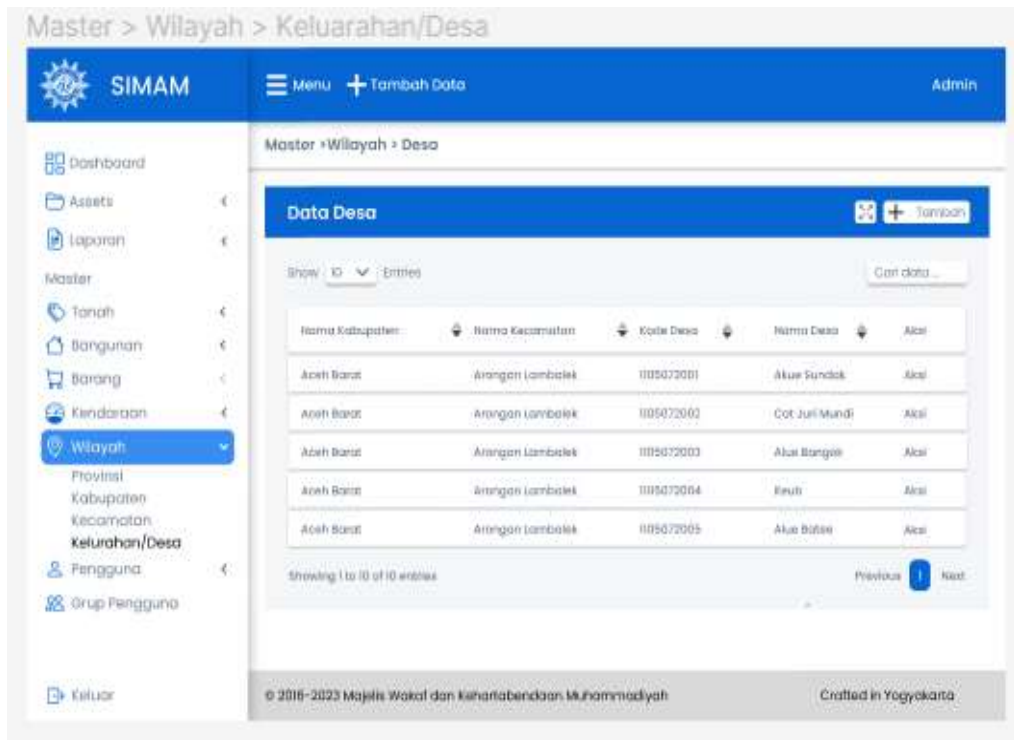 Master > Wilayah > Keluarahan/Desa
SIMAM
Menu Tambah Data Admin
Master >Wilayah > Desa
Dashboard
Assets
Laporan
Master
Tanah
Bangunan
Barang
Kendaraan
Wilayah
Provinsi
Kabupaten
Kecamatan
Kelurahan/Desa
Pengguna
Grup Pengguna
Keluar
Data Desa Tambah
Show 10 Entries Cari data ...
Nama Kabupaten Nama Kecamatan Kode Desa Nama Desa Aksi
Aceh Barat Arongan Lambalek 1105072001 Akue Sundak Aksi
Aceh Barat Arongan Lambalek 1105072002 Cot Juri Mundi Aksi
Aceh Barat Arongan Lambalek 1105072003 Alue Bangan Aksi
Aceh Barat Arongan Lambalek 1105072004 Keub Aksi
Aceh Barat Arongan Lambalek 1105072005 Alue Batee Aksi
Showing 1 to 10 of 10 entries Previous 1 Next
© 2016-2023 Majelis Wakaf dan Kehartabendaan Muhammadiyah Crafted in Yogyakarta